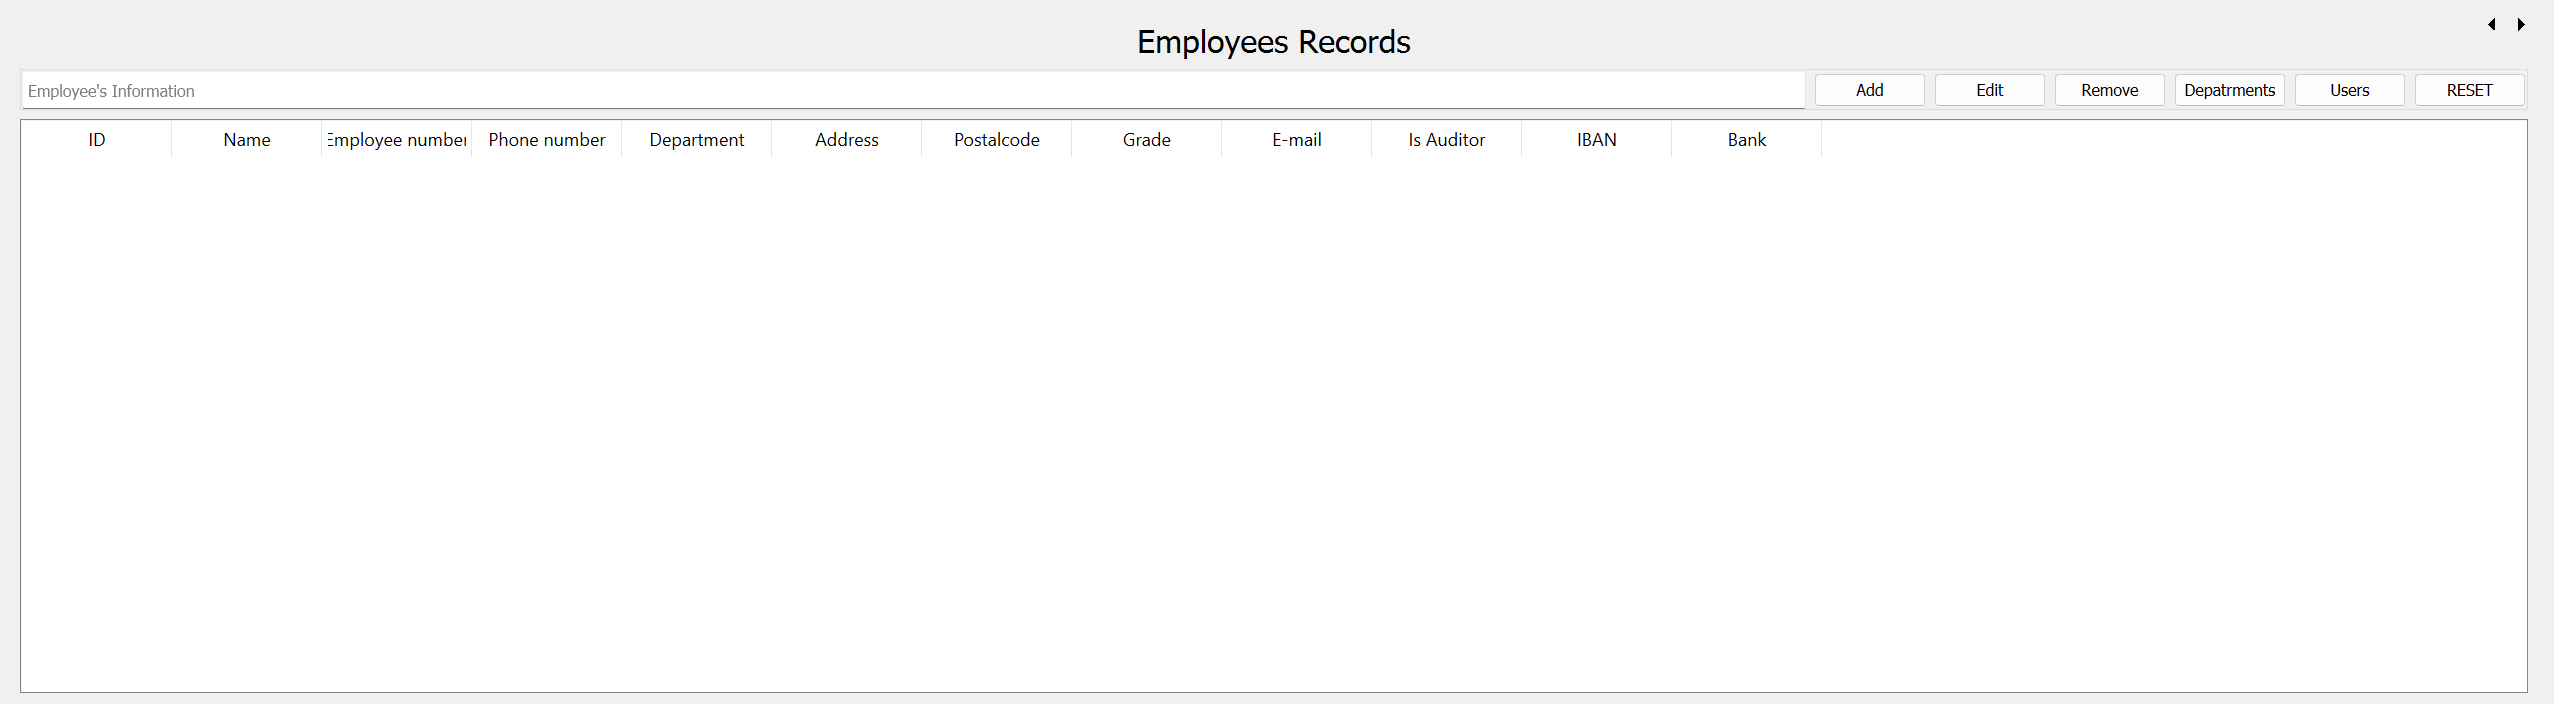 Employees Records
Employee's Information Add Edit Remove Depatrments Users RESET
ID Name Employee number Phone number Department Address Postalcode Grade E-mail Is Auditor IBAN Bank